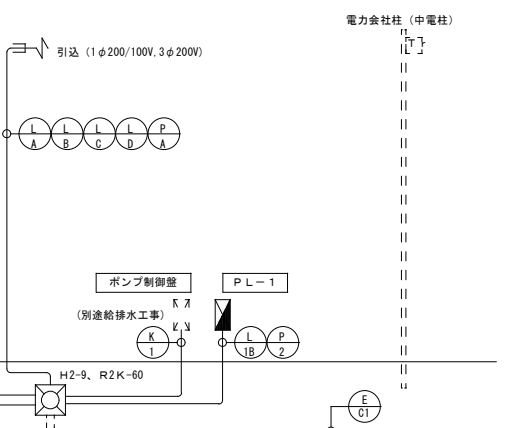 電力会社柱（中電柱）
T
引込（1φ200/100V,3φ200V）
L L L L P
A B C D A
ポンプ制御盤
PL-1
（別途給排水工事）
K
1
L P
1B 2
H2-9、R2K-60
E
C1